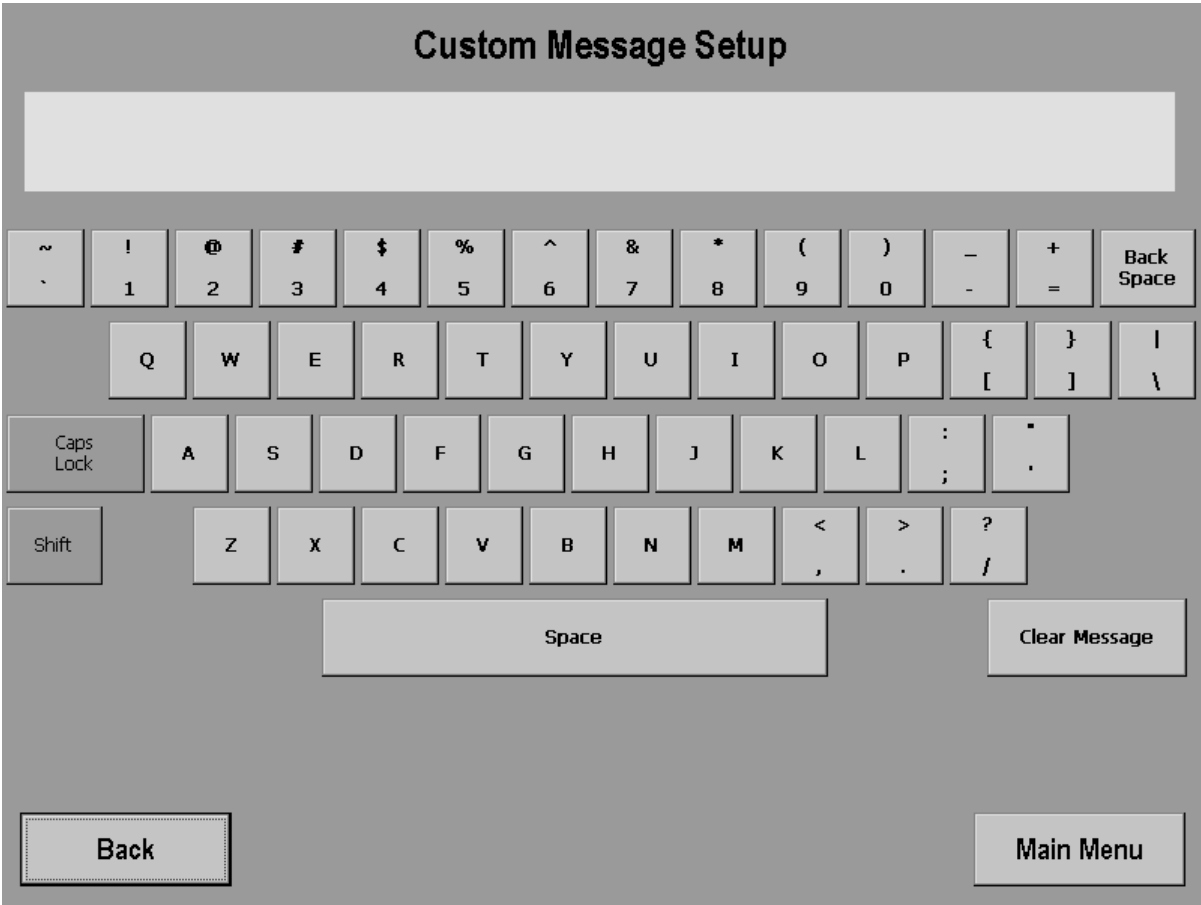 Custom Message Setup
~ ! @ # $ % ^ & * ( ) _ + Back
` 1 2 3 4 5 6 7 8 9 0 - = Space
Q W E R T Y U I O P { } |
[ ] \
Caps
Lock
A S D F G H J K L : "
; '
Shift Z X C V B N M < > ?
, . /
Space Clear Message
Back Main Menu